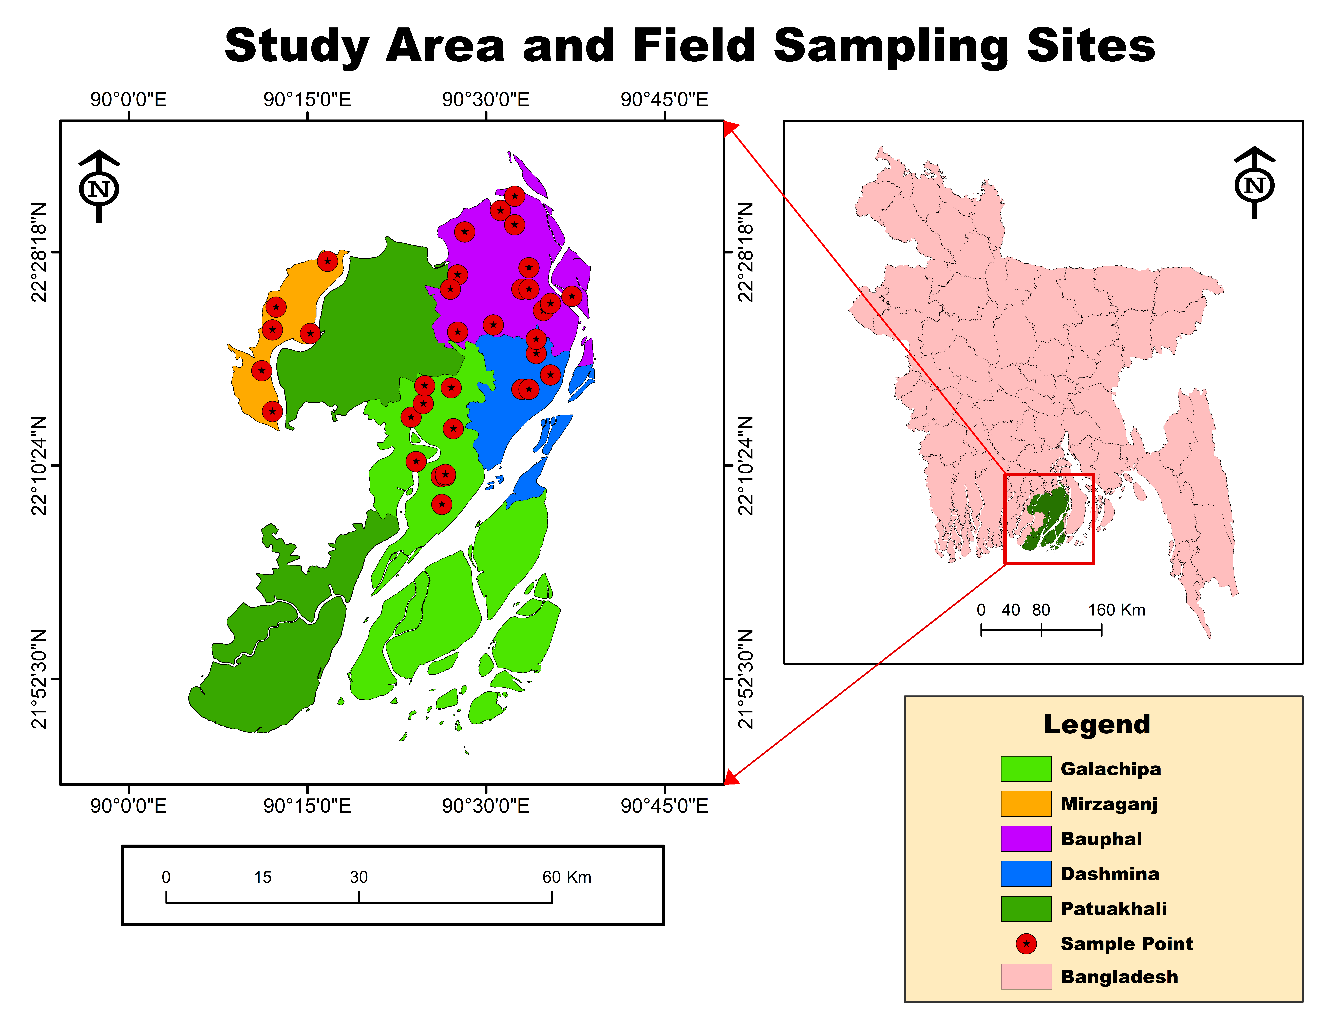 Study Area and Field Sampling Sites
90°0'0"E 90°15'0"E 90°30'0"E 90°45'0"E
N
N
22°28'18"N
22°28'18"N
22°10'24"N
22°10'24"N
21°52'30"N
21°52'30"N
0 40 80 160 Km
90°0'0"E 90°15'0"E 90°30'0"E 90°45'0"E
0 15 30 60 Km
Legend
Galachipa
Mirzaganj
Bauphal
Dashmina
Patuakhali
Sample Point
Bangladesh